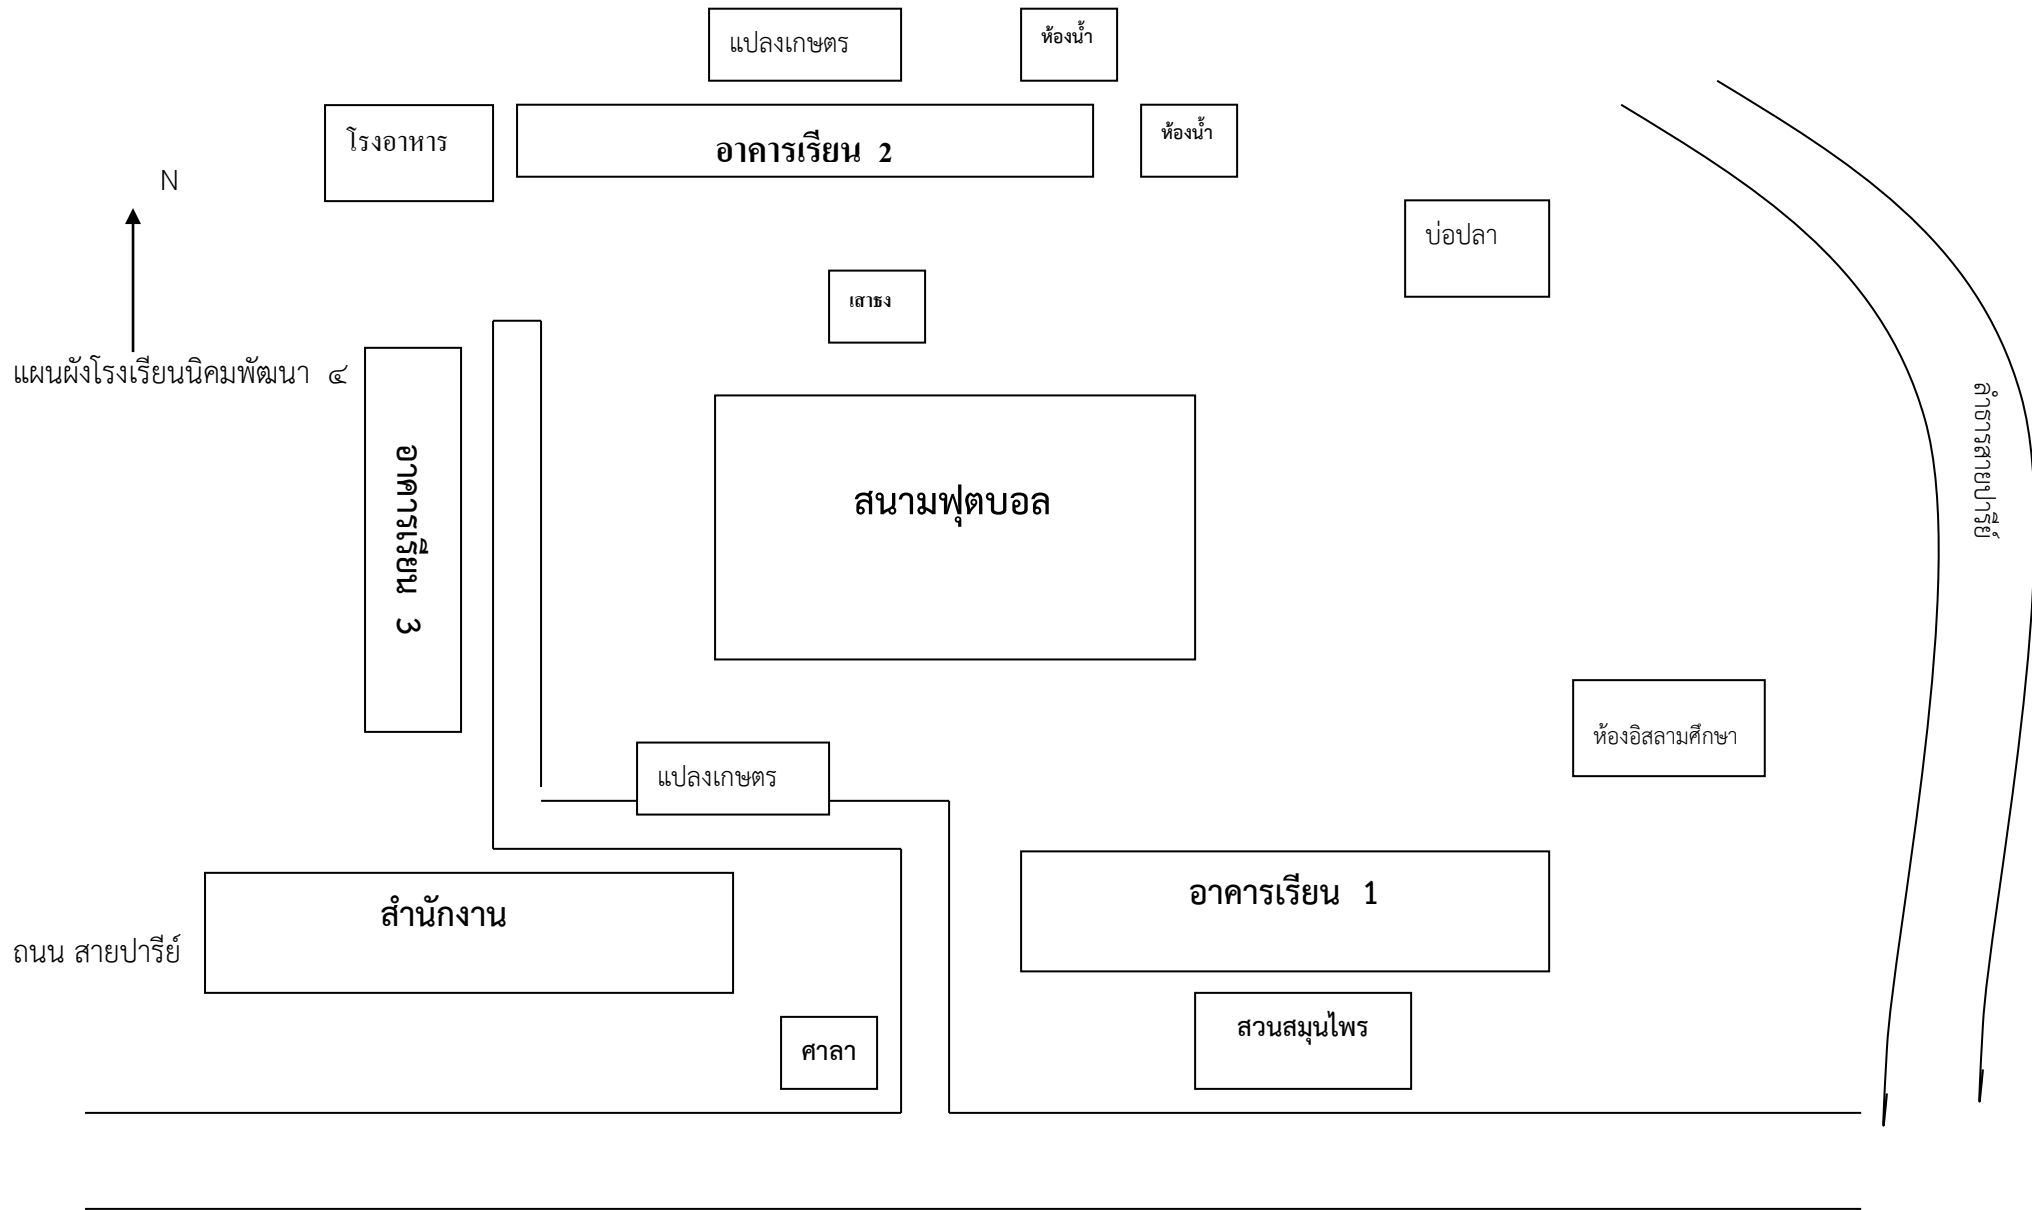 แปลงเกษตร
ห้องน้ำ
โรงอาหาร
อาคารเรียน 2
ห้องน้ำ
N
บ่อปลา
เสาธง
แผนผังโรงเรียนนิคมพัฒนา ๔
อาคารเรียน 3
สนามฟุตบอล
ลำธารสายปารีย์
ห้องอิสลามศึกษา
แปลงเกษตร
สำนักงาน
อาคารเรียน 1
ถนน สายปารีย์
สวนสมุนไพร
ศาลา